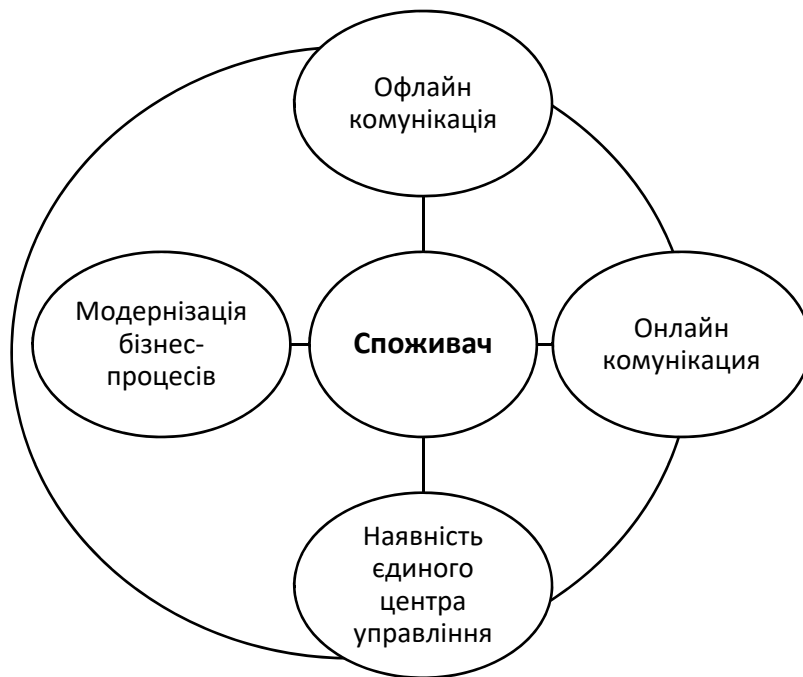 Офлайн
комунікація
Модернізація
бізнес-
процесів
Споживач
Онлайн
комунікация
Наявність
єдиного
центра
управління